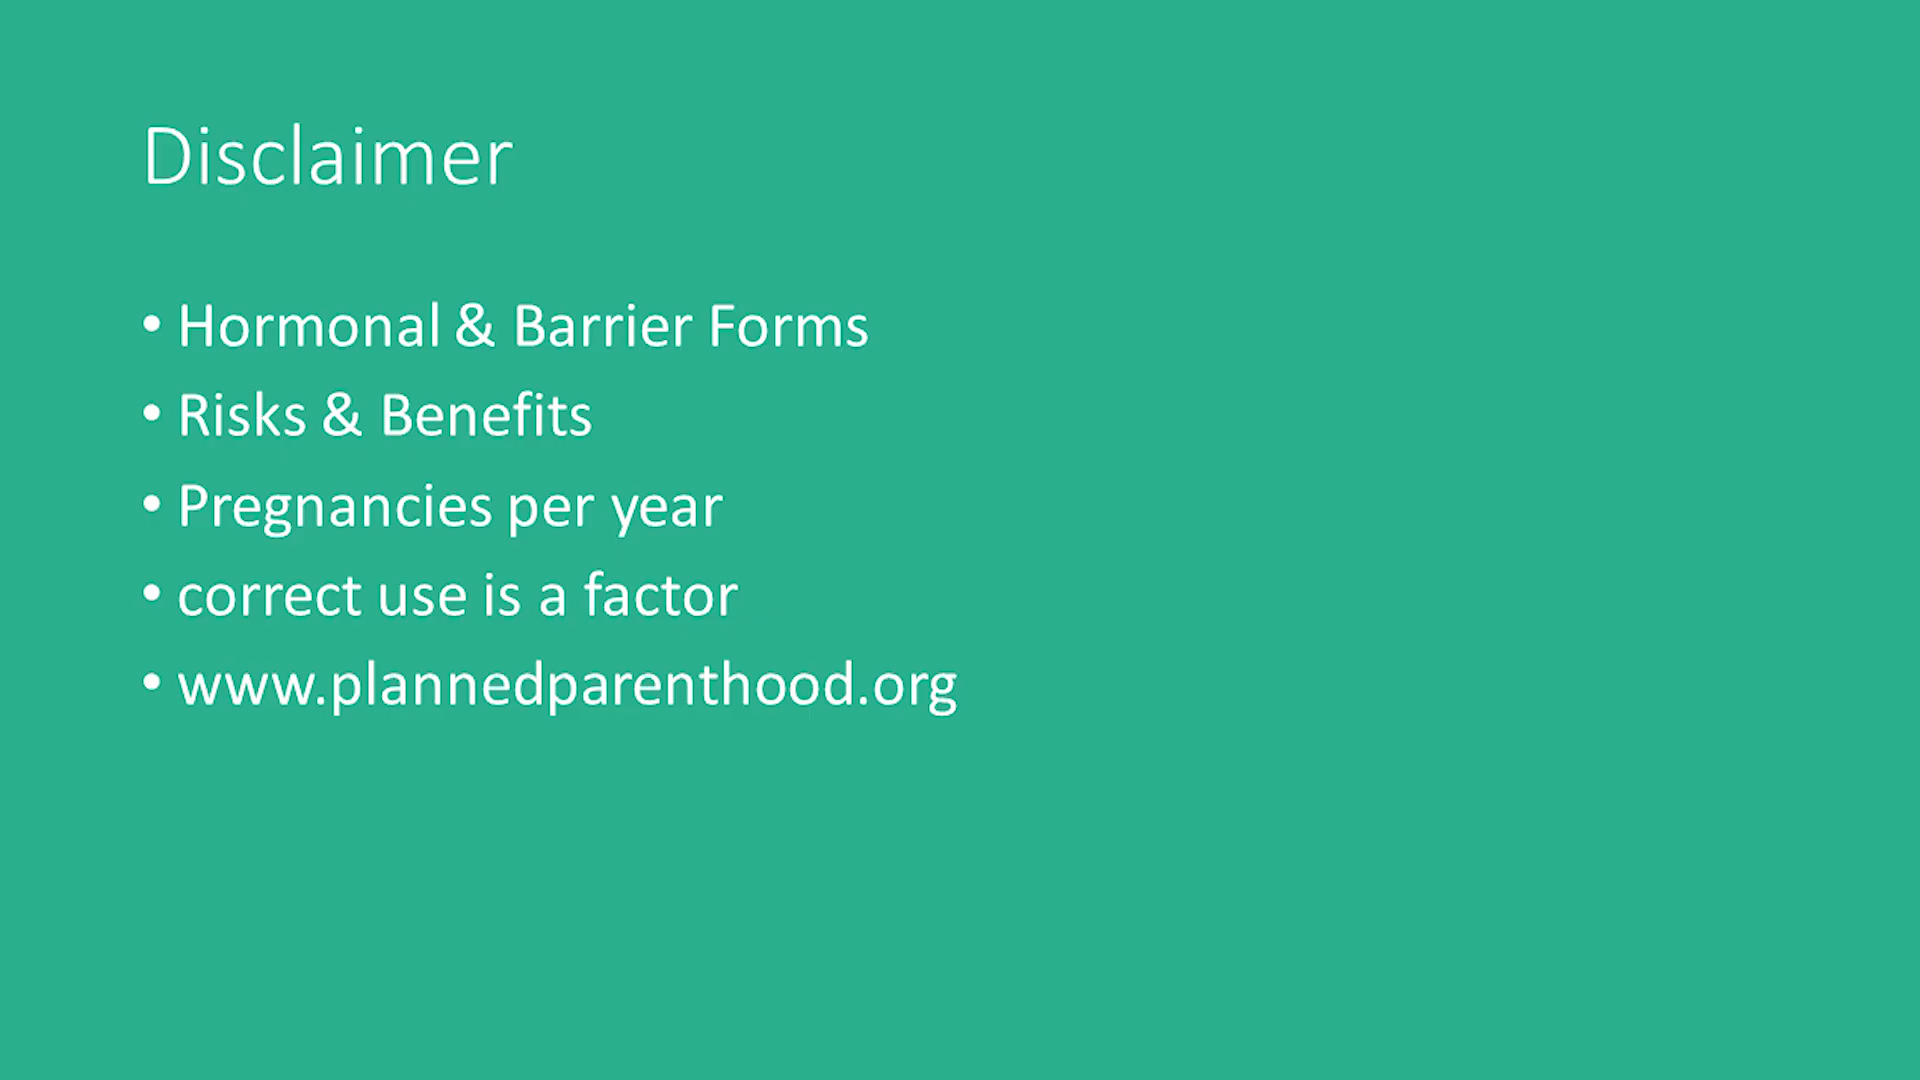 Disclaimer
• Hormonal & Barrier Forms
• Risks & Benefits
• Pregnancies per year
• correct use is a factor
• www.plannedparenthood.org